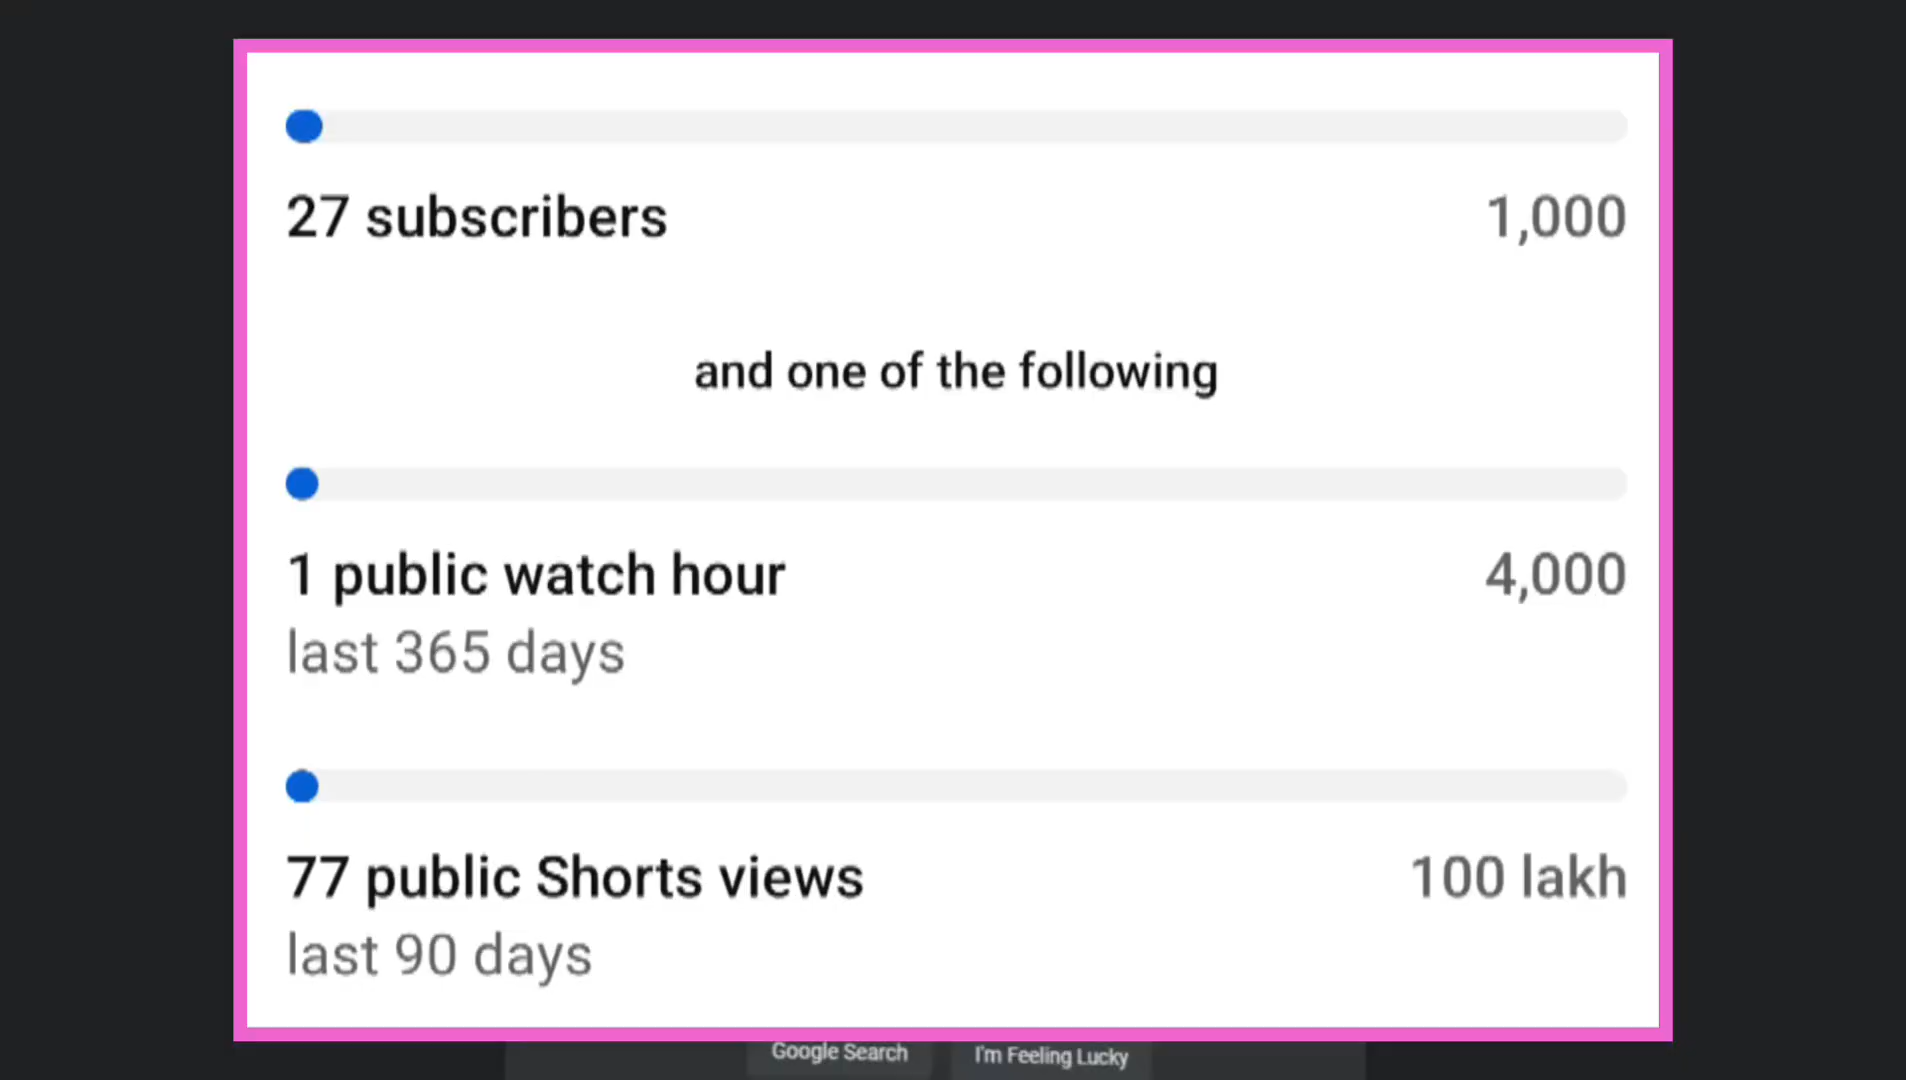 27 subscribers 1,000
and one of the following
1 public watch hour 4,000
last 365 days
77 public Shorts views 100 lakh
last 90 days
Google Search I'm Feeling Lucky